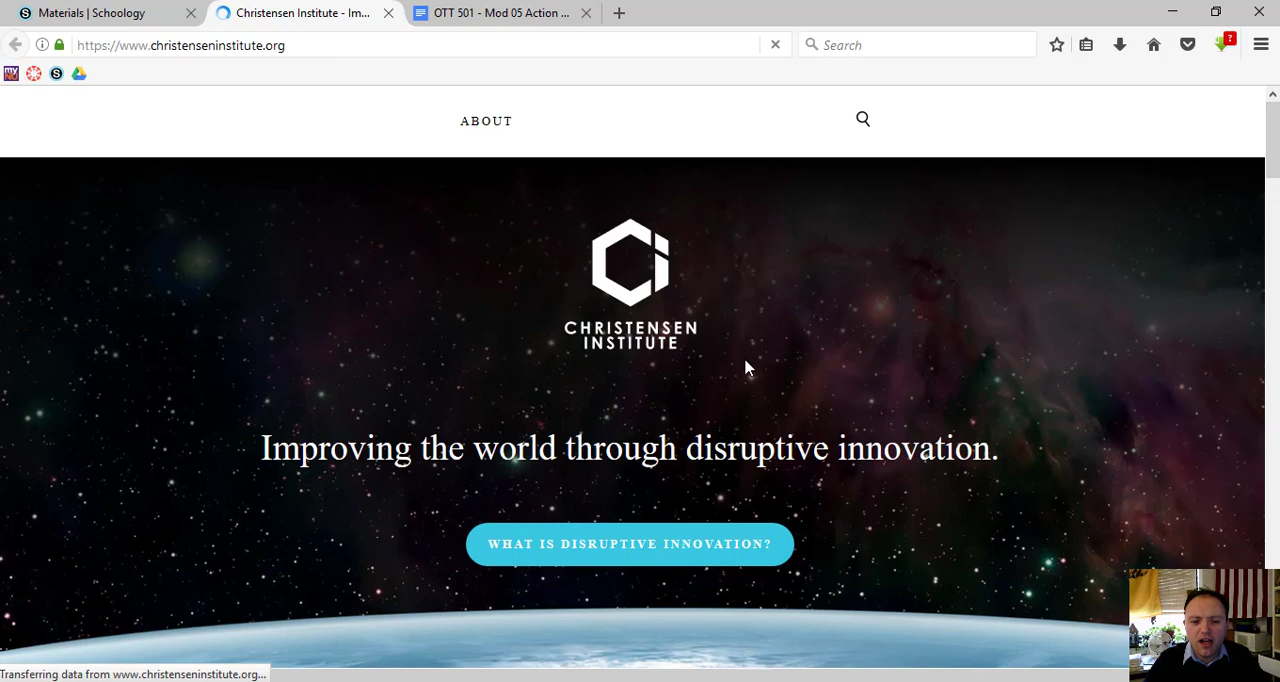 Materials | Schoology
Christensen Institute - Im...
OTT 501 - Mod 05 Action ...
https://www.christenseninstitute.org
Search
?
S
ABOUT
CHRISTENSEN
INSTITUTE
Improving the world through disruptive innovation.
WHAT IS DISRUPTIVE INNOVATION?
Transferring data from www.christenseninstitute.org...